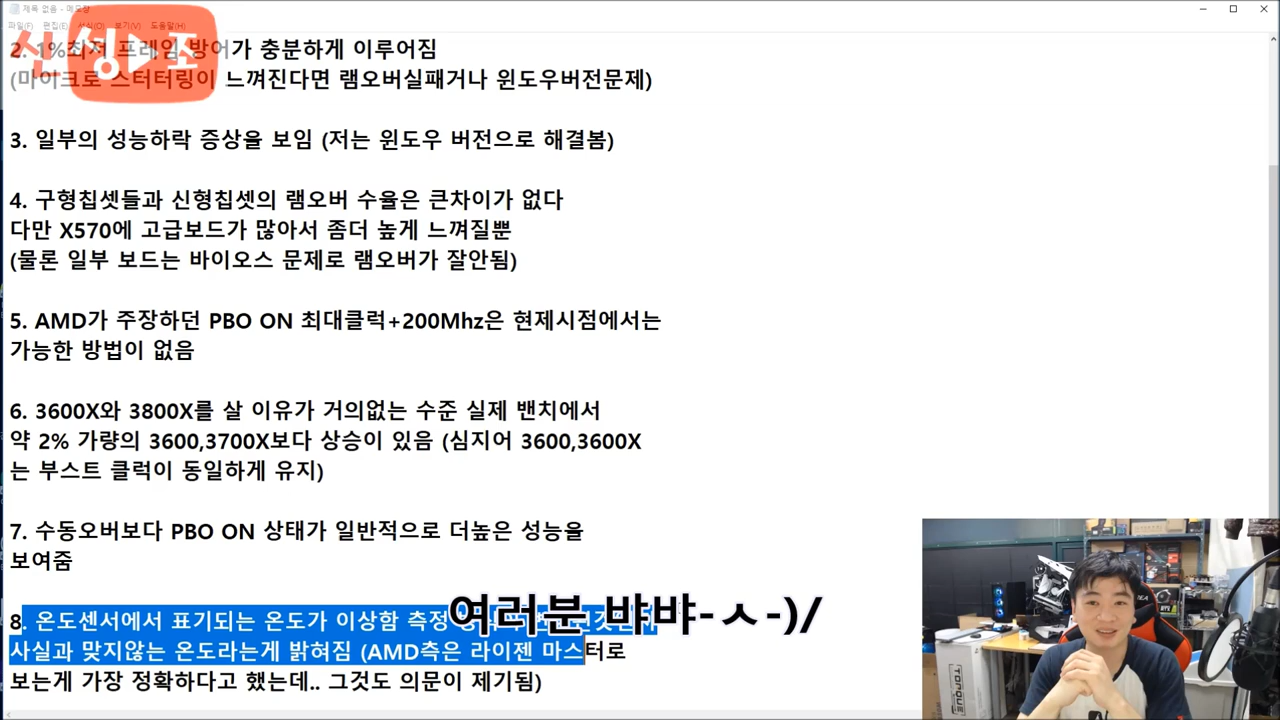 제목 없음 - 메모장
파일(F) 편집(E) 서식(O) 보기(V) 도움말(H)
신 싱 조
2. 1%최저 프레임 방어가 충분하게 이루어짐
(마이크로 스터터링이 느껴진다면 램오버실패거나 윈도우버전문제)
3. 일부의 성능하락 증상을 보임 (저는 윈도우 버전으로 해결봄)
4. 구형칩셋들과 신형칩셋의 램오버 수율은 큰차이가 없다
다만 X570에 고급보드가 많아서 좀더 높게 느껴질뿐
(물론 일부 보드는 바이오스 문제로 램오버가 잘안됨)
5. AMD가 주장하던 PBO ON 최대클럭+200Mhz은 현제시점에서는
가능한 방법이 없음
6. 3600X와 3800X를 살 이유가 거의없는 수준 실제 밴치에서
약 2% 가량의 3600,3700X보다 상승이 있음 (심지어 3600,3600X
는 부스트 클럭이 동일하게 유지)
7. 수동오버보다 PBO ON 상태가 일반적으로 더높은 성능을
보여줌
8. 온도센서에서 표기되는 온도가 이상함 측정
여러분 뱌뱌-ㅅ-)/
사실과 맞지않는 온도라는게 밝혀짐 (AMD측은 라이젠 마스터로
보는게 가장 정확하다고 했는데.. 그것도 의문이 제기됨)